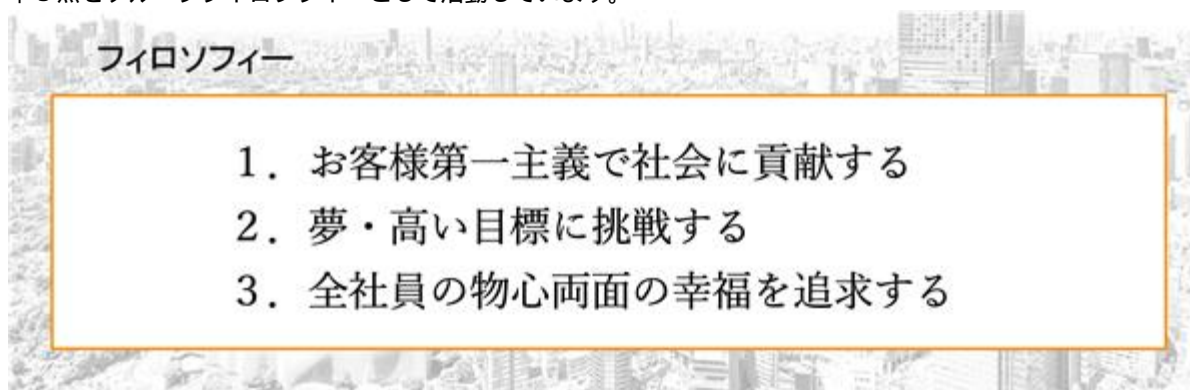 フィロソフィー
1．お客様第一主義で社会に貢献する
2．夢・高い目標に挑戦する
3．全社員の物心両面の幸福を追求する